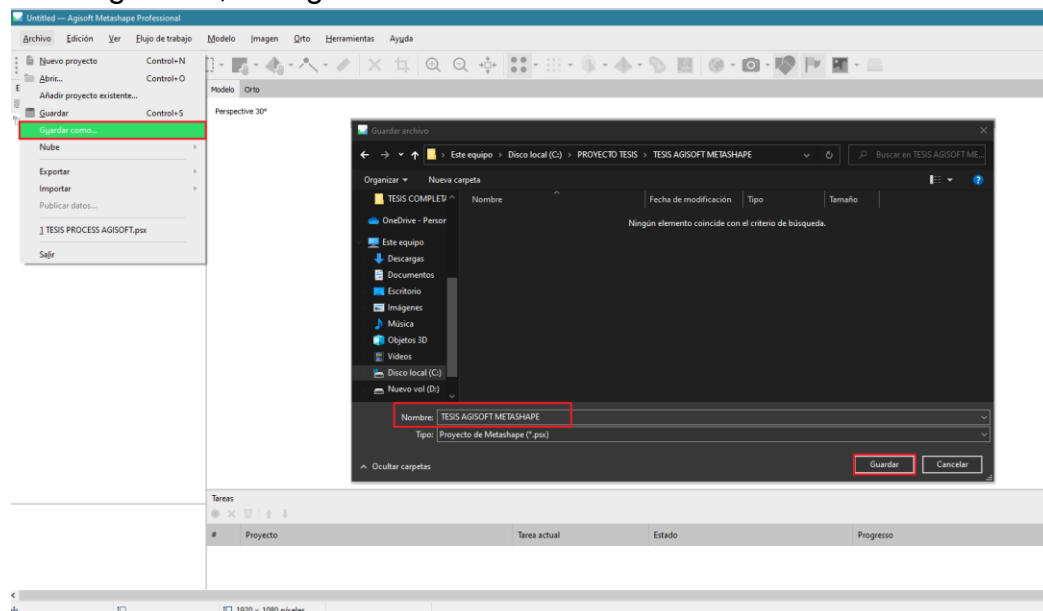 Untitled — Agisoft Metashape Professional
Archivo Edición Ver Flujo de trabajo Modelo Imagen Orto Herramientas Ayuda
Nuevo proyecto Control+N
Abrir... Control+O
Añadir proyecto existente...
Guardar Control+S
Guardar como...
Nube
Exportar
Importar
Publicar datos...
1 TESIS PROCESS AGISOFT.psx
Salir
Modelo Orto
Perspective 30°
Guardar archivo
Este equipo > Disco local (C:) > PROYECTO TESIS > TESIS AGISOFT METASHAPE
Buscar en TESIS AGISOFT ME...
Organizar Nueva carpeta
Nombre Fecha de modificación Tipo Tamaño
Ningún elemento coincide con el criterio de búsqueda.
TESIS COMPLET
OneDrive - Person
Este equipo
Descargas
Documentos
Escritorio
Imágenes
Música
Objetos 3D
Vídeos
Disco local (C:)
Nuevo vol (D:)
Nombre: TESIS AGISOFT METASHAPE
Tipo: Proyecto de Metashape (*.psx)
Ocultar carpetas Guardar Cancelar
Tareas
# Proyecto Tarea actual Estado Progresso